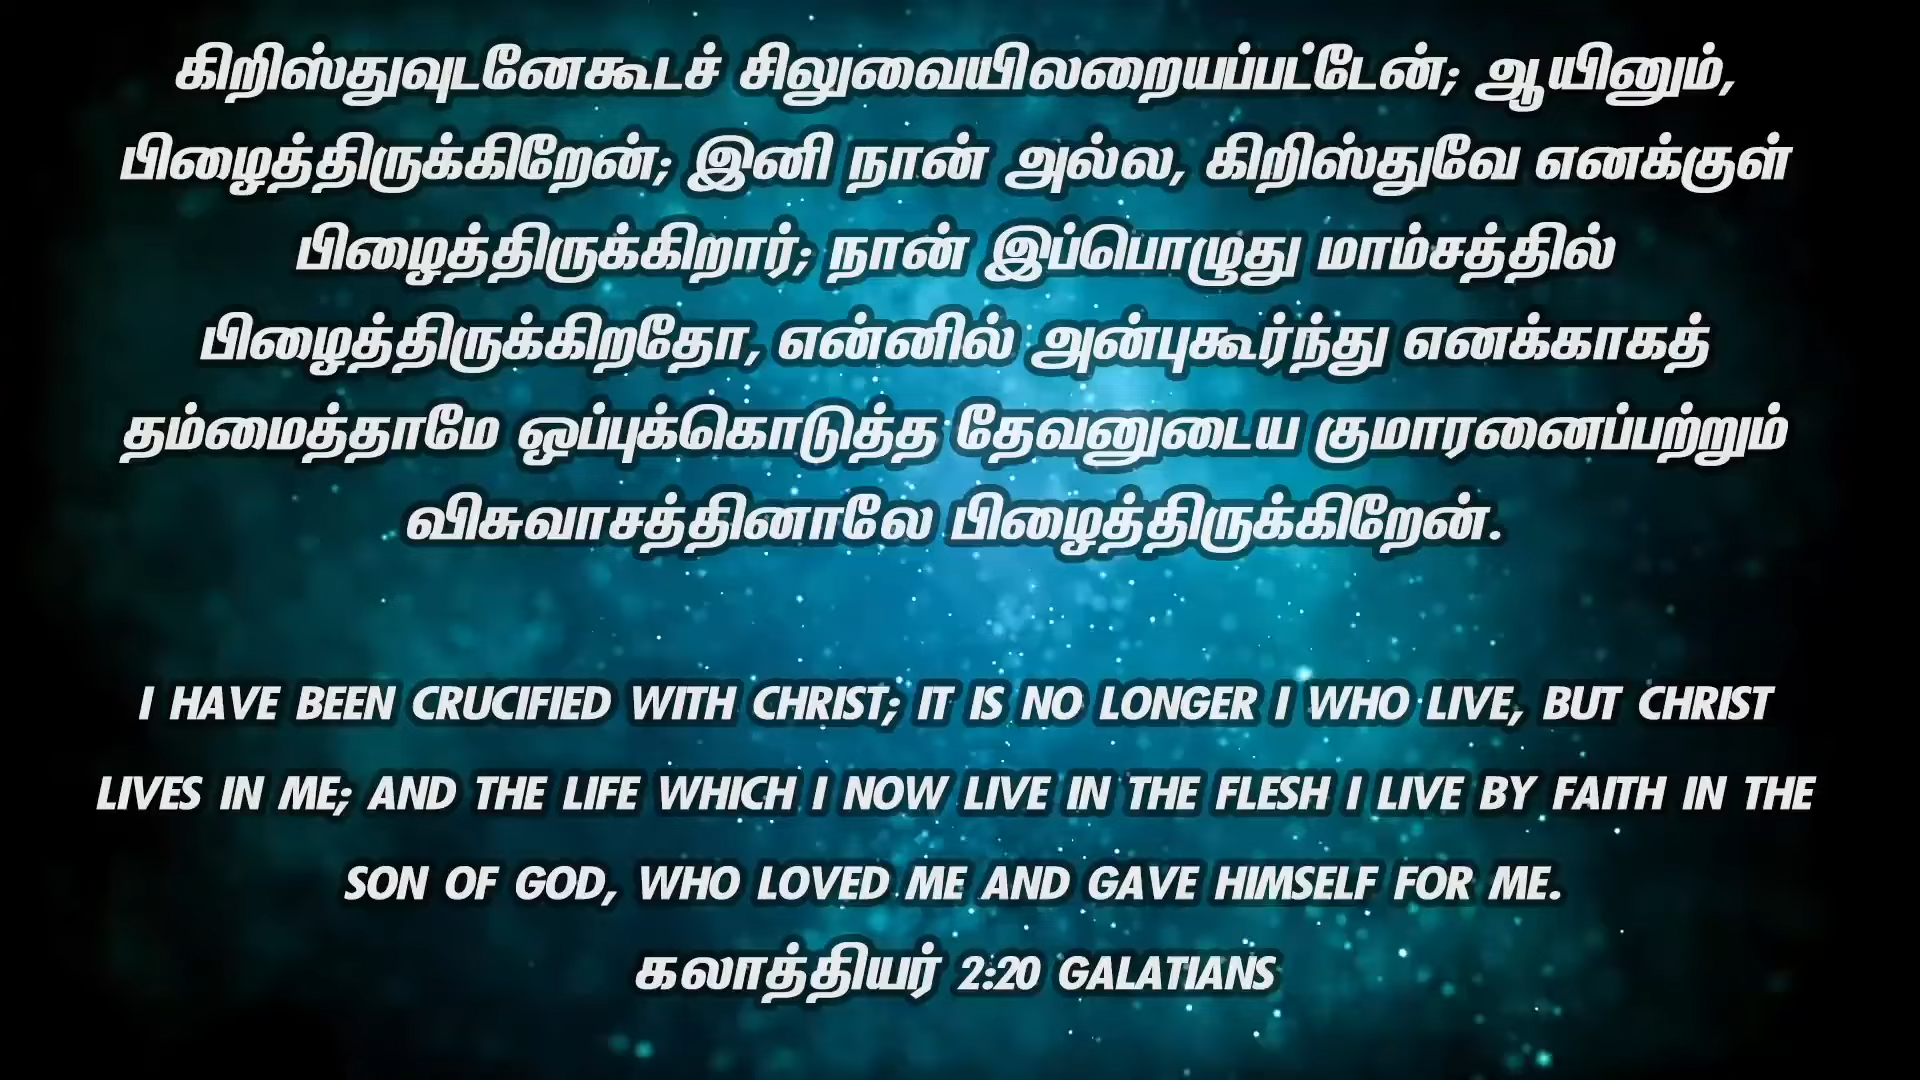 கிறிஸ்துவுடனேகூடச் சிலுவையிலறையப்பட்டேன்; ஆயினும்,
பிழைத்திருக்கிறேன்; இனி நான் அல்ல, கிறிஸ்துவே எனக்குள்
பிழைத்திருக்கிறார்; நான் இப்பொழுது மாம்சத்தில்
பிழைத்திருக்கிறதோ, என்னில் அன்புகூர்ந்து எனக்காகத்
தம்மைத்தாமே ஒப்புக்கொடுத்த தேவனுடைய குமாரனைப்பற்றும்
விசுவாசத்தினாலே பிழைத்திருக்கிறேன்.
I HAVE BEEN CRUCIFIED WITH CHRIST; IT IS NO LONGER I WHO LIVE, BUT CHRIST
LIVES IN ME; AND THE LIFE WHICH I NOW LIVE IN THE FLESH I LIVE BY FAITH IN THE
SON OF GOD, WHO LOVED ME AND GAVE HIMSELF FOR ME.
கலாத்தியர் 2:20 GALATIANS